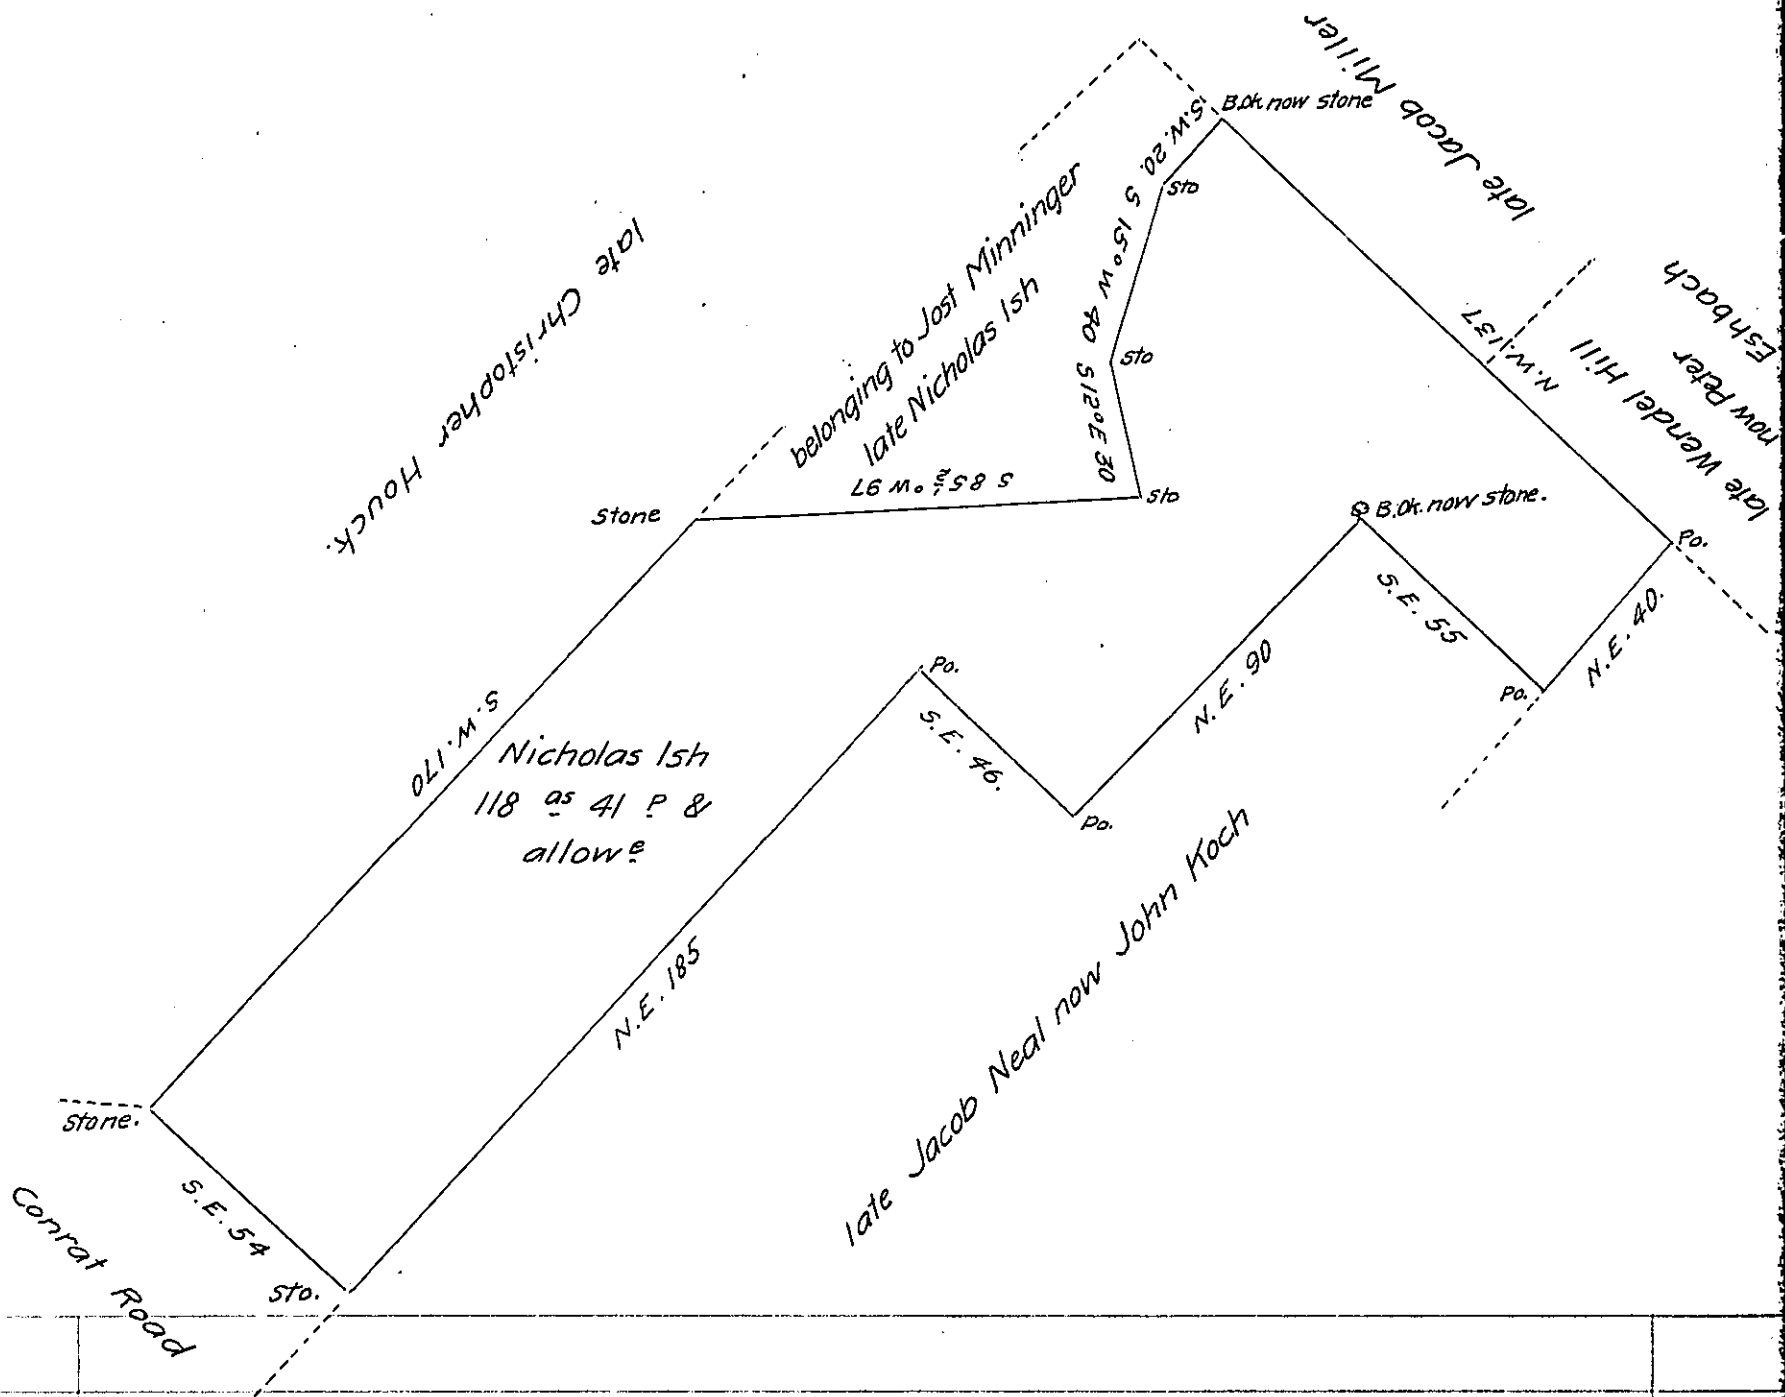 late Jacob Miller
B.Ok now stone
S.W. 20.
Sto
S 15° W 40
belonging to Jost Minninger
late Nicholas Ish
late Christopher Houck.
N.W. 137
late Wendel Hill
now Peter
Eshbach
Sto
S 12° E 30
S 85½° W 97
Sto
Stone
B.Ok. now stone.
Po.
S.E. 55
N.E. 40.
Po.
N.E. 90
Po.
S.E. 46.
Po.
S.W. 170
Nicholas Ish
118 as 41 P &
allowe
N.E. 185
late Jacob Neal now John Koch
Stone.
S.E. 54
Sto.
Conrat Road